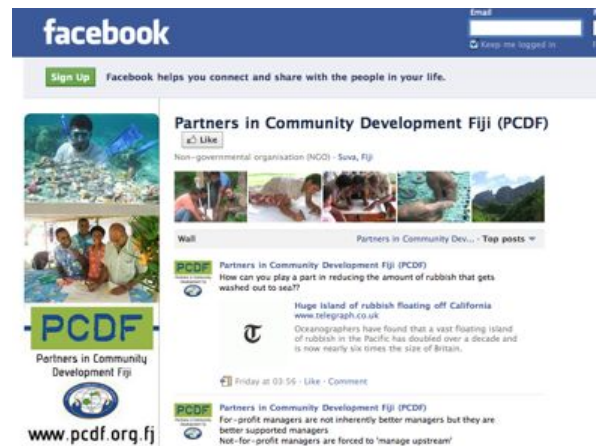 facebook
Email
Keep me logged in
Sign Up
Facebook helps you connect and share with the people in your life.
Partners in Community Development Fiji (PCDF)
Like
Non-governmental organisation (NGO) · Suva, Fiji
Wall
Partners in Community Dev... · Top posts
PCDF
Partners in Community Development Fiji (PCDF)
How can you play a part in reducing the amount of rubbish that gets
washed out to sea??
Huge island of rubbish floating off California
www.telegraph.co.uk
T
Oceanographers have found that a vast floating island
of rubbish in the Pacific has doubled over a decade and
is now nearly six times the size of Britain.
Friday at 03:56 · Like · Comment
PCDF
Partners in Community Development Fiji (PCDF)
For-profit managers are not inherently better managers but they are
better supported managers
Not-for-profit managers are forced to 'manage upstream'
PCDF
Partners in Community
Development Fiji
www.pcdf.org.fj